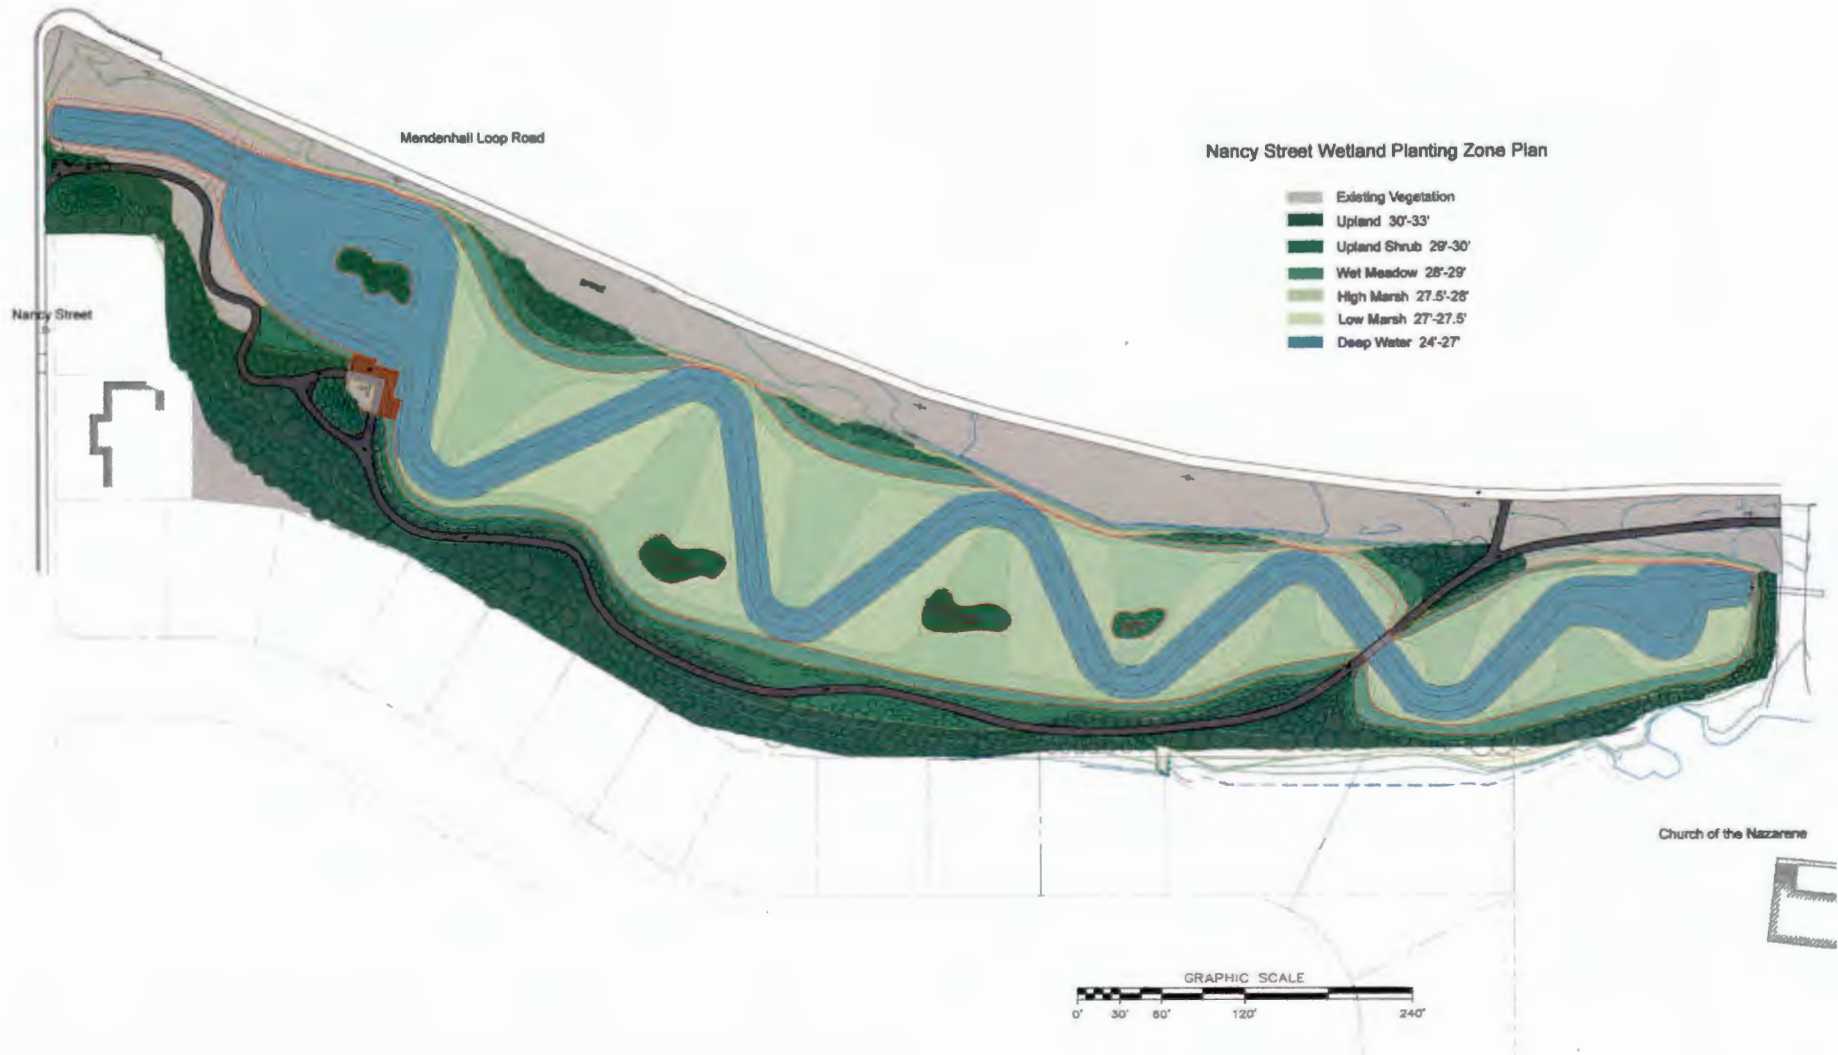 Mendenhall Loop Road
Nancy Street Wetland Planting Zone Plan
Existing Vegetation
Upland 30'-33'
Upland Shrub 29'-30'
Wet Meadow 28'-29'
High Marsh 27.5'-28'
Low Marsh 27'-27.5'
Deep Water 24'-27'
Nancy Street
Church of the Nazarene
GRAPHIC SCALE
0' 30' 60' 120' 240'